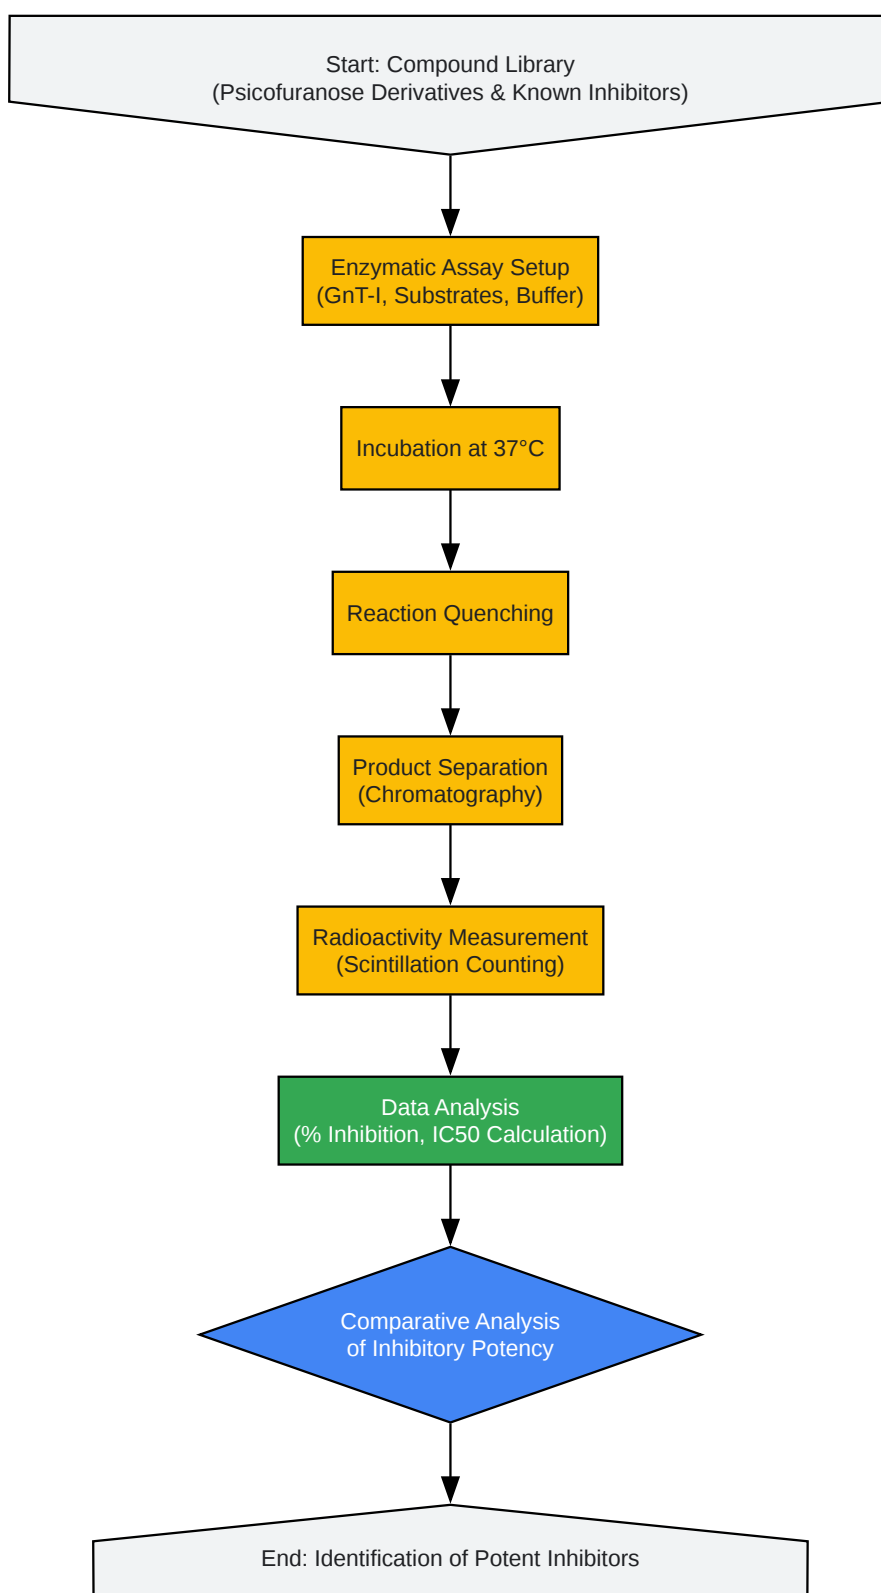 Start: Compound Library
(Psicofuranose Derivatives & Known Inhibitors)
Enzymatic Assay Setup
(GnT-I, Substrates, Buffer)
Incubation at 37°C
Reaction Quenching
Product Separation
(Chromatography)
Radioactivity Measurement
(Scintillation Counting)
Data Analysis
(% Inhibition, IC50 Calculation)
Comparative Analysis
of Inhibitory Potency
End: Identification of Potent Inhibitors